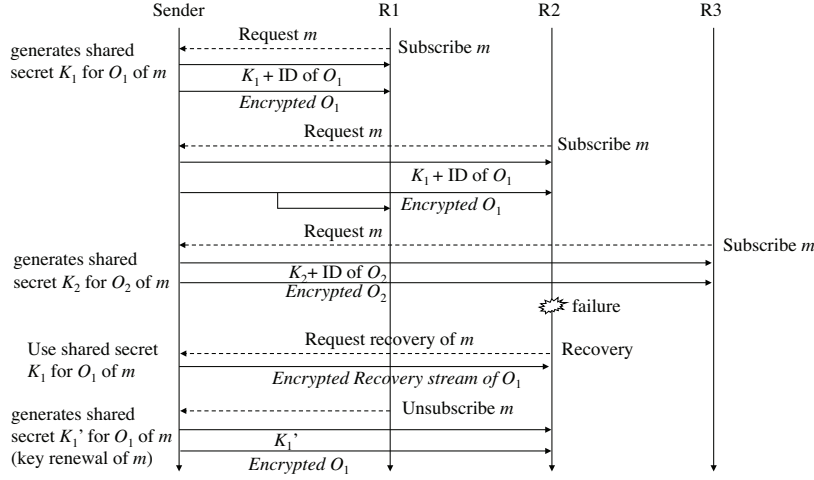 Sender R1 R2 R3
Request m
Subscribe m
generates shared
secret K₁ for O₁ of m
K₁ + ID of O₁
Encrypted O₁
Request m
Subscribe m
K₁ + ID of O₁
Encrypted O₁
Request m
Subscribe m
generates shared
secret K₂ for O₂ of m
K₂+ ID of O₂
Encrypted O₂
failure
Request recovery of m
Recovery
Use shared secret
K₁ for O₁ of m
Encrypted Recovery stream of O₁
Unsubscribe m
generates shared
secret K₁’ for O₁ of m
(key renewal of m)
K₁’
Encrypted O₁